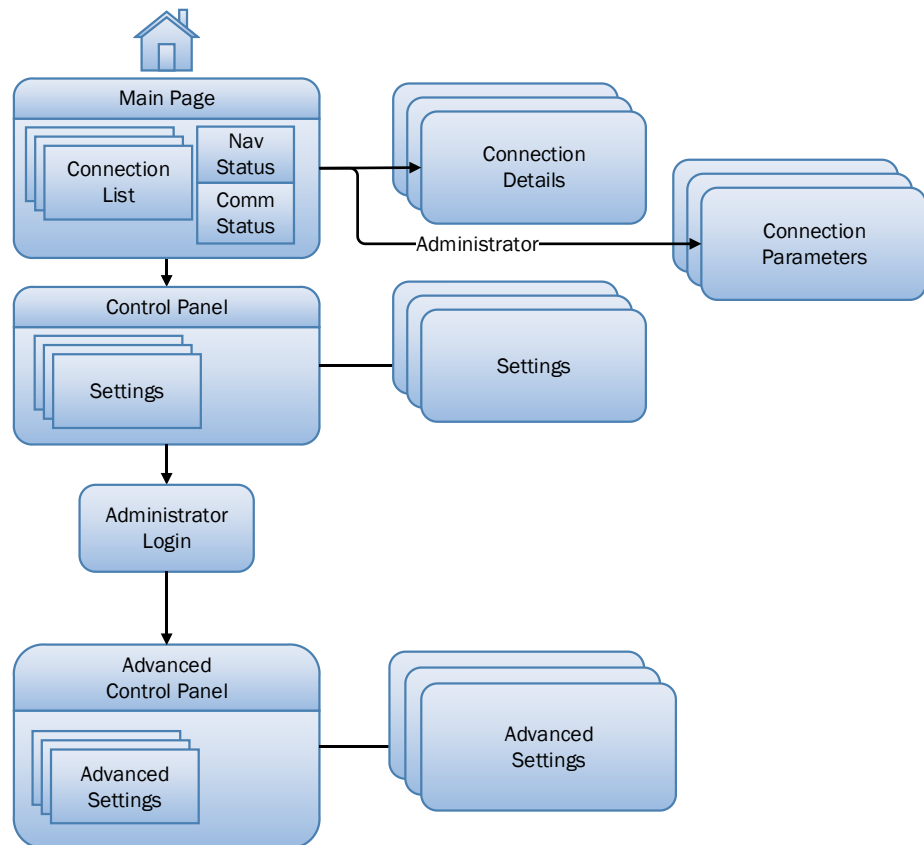 Main Page
Connection
List
Nav
Status
Comm
Status
Connection
Details
Administrator
Connection
Parameters
Control Panel
Settings
Settings
Administrator
Login
Advanced
Control Panel
Advanced
Settings
Advanced
Settings